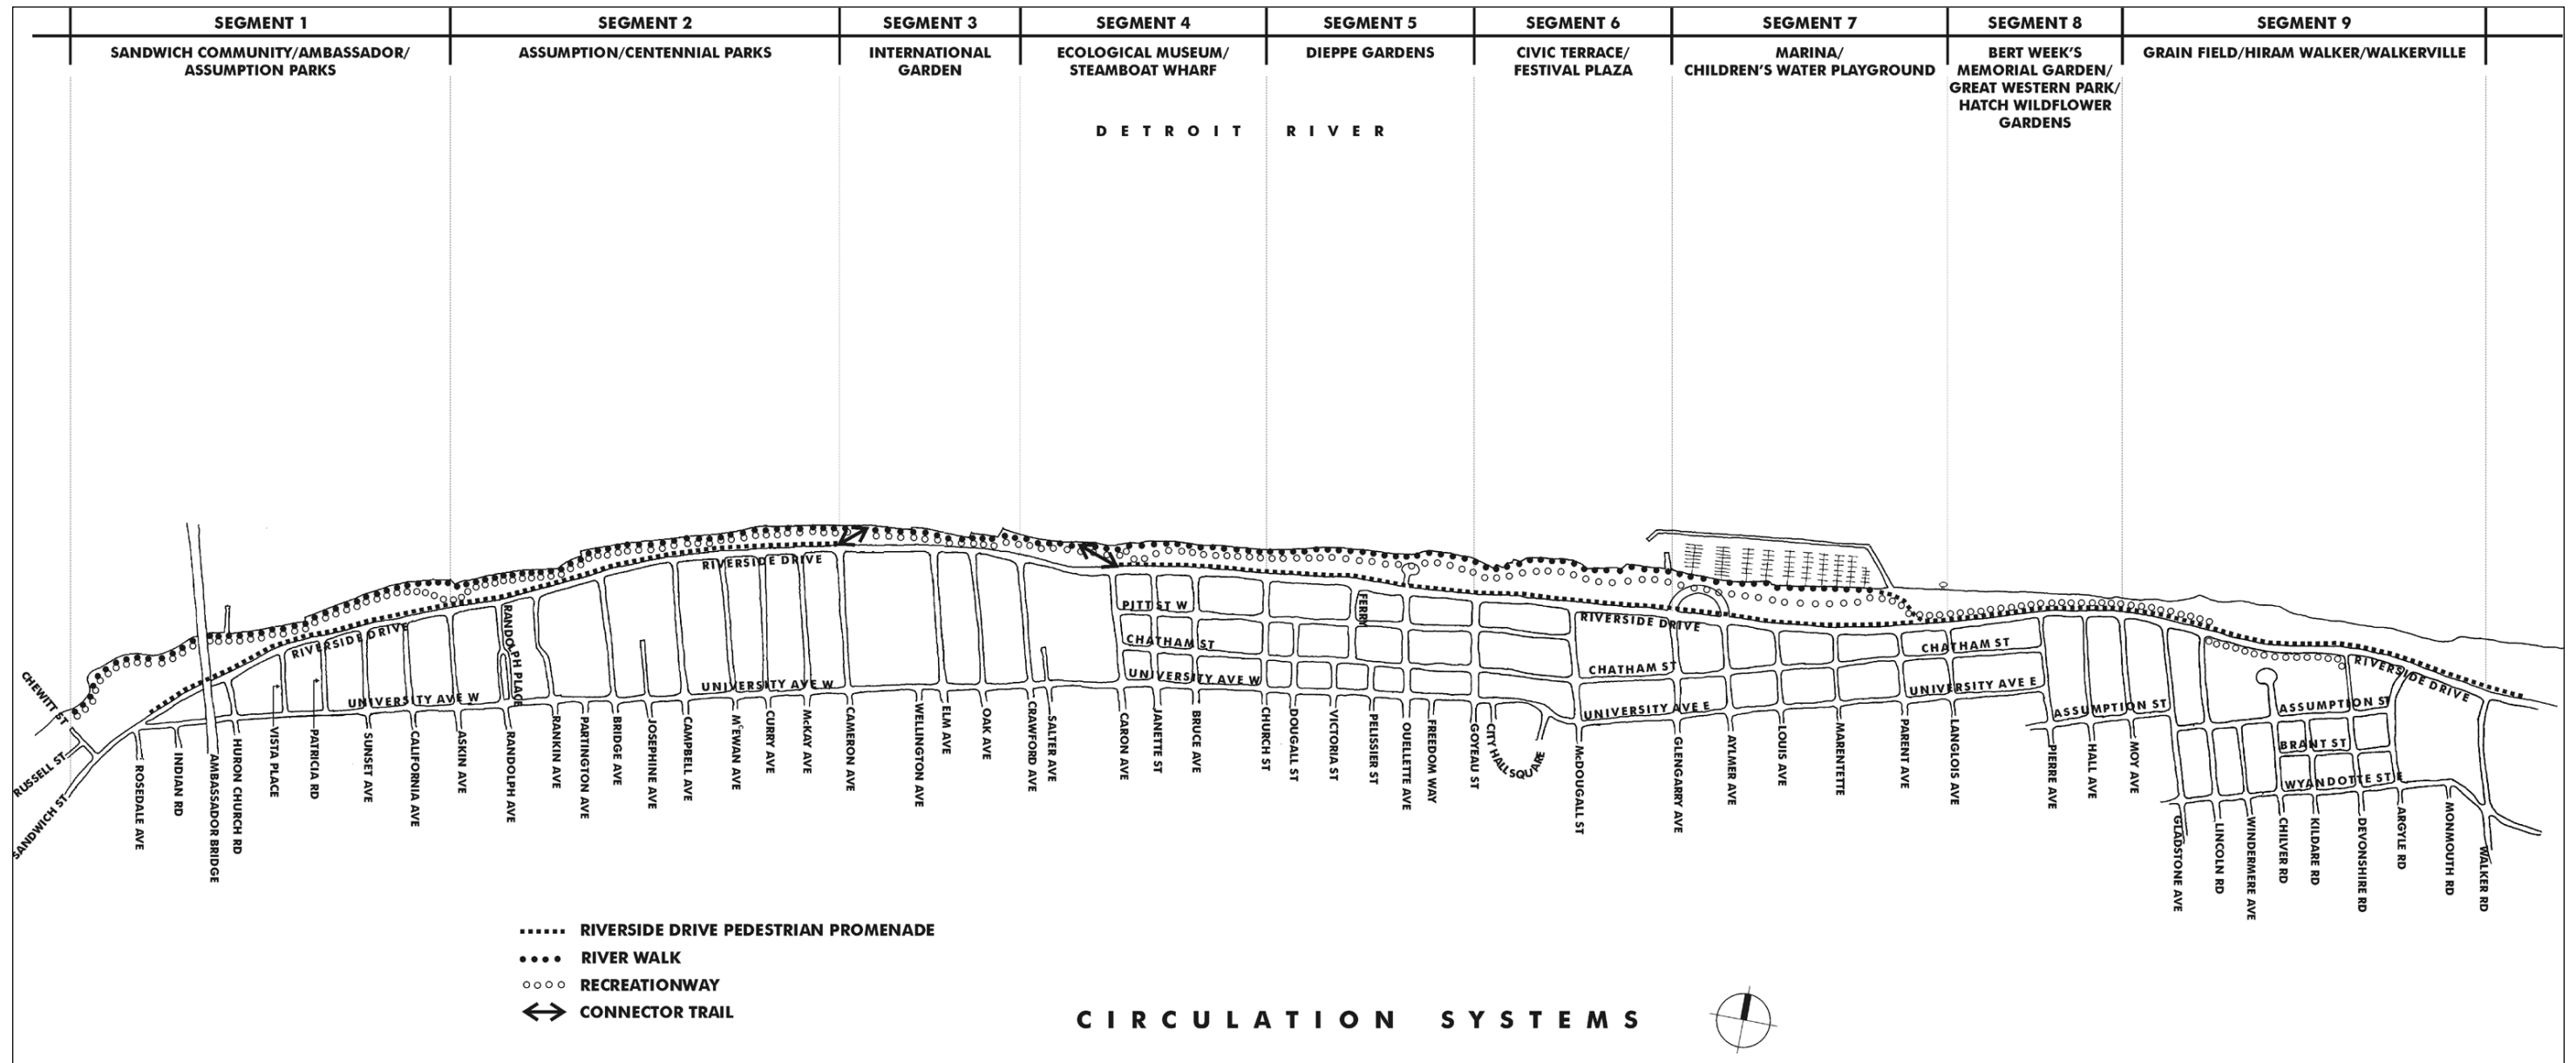 SEGMENT 1
SEGMENT 2
SEGMENT 3
SEGMENT 4
SEGMENT 5
SEGMENT 6
SEGMENT 7
SEGMENT 8
SEGMENT 9
SANDWICH COMMUNITY/AMBASSADOR/
ASSUMPTION PARKS
ASSUMPTION/CENTENNIAL PARKS
INTERNATIONAL
GARDEN
ECOLOGICAL MUSEUM/
STEAMBOAT WHARF
DIEPPE GARDENS
CIVIC TERRACE/
FESTIVAL PLAZA
MARINA/
CHILDREN'S WATER PLAYGROUND
BERT WEEK'S
MEMORIAL GARDEN/
GREAT WESTERN PARK/
HATCH WILDFLOWER
GARDENS
GRAIN FIELD/HIRAM WALKER/WALKERVILLE
DETROIT RIVER
RIVERSIDE DRIVE
RIVERSIDE DRIVE
RIVERSIDE DRIVE
RIVERSIDE DRIVE
RANDOLPH PLACE
PITT ST W
FERRY
CHATHAM ST
CHATHAM ST
CHATHAM ST
UNIVERSITY AVE W
UNIVERSITY AVE W
UNIVERSITY AVE W
UNIVERSITY AVE E
UNIVERSITY AVE E
ASSUMPTION ST
ASSUMPTION ST
BRANT ST
WYANDOTTE ST E
CHEWITT ST
RUSSELL ST
SANDWICH ST
ROSEDALE AVE
INDIAN RD
AMBASSADOR BRIDGE
HURON CHURCH RD
VISTA PLACE
PATRICIA RD
SUNSET AVE
CALIFORNIA AVE
ASKIN AVE
RANDOLPH AVE
RANKIN AVE
PARTINGTON AVE
BRIDGE AVE
JOSEPHINE AVE
CAMPBELL AVE
McEWAN AVE
CURRY AVE
McKAY AVE
CAMERON AVE
WELLINGTON AVE
ELM AVE
OAK AVE
CRAWFORD AVE
SALTER AVE
CARON AVE
JANETTE ST
BRUCE AVE
CHURCH ST
DOUGALL ST
VICTORIA ST
PELISSIER ST
OUELLETTE AVE
FREEDOM WAY
GOYEAU ST
CITY HALL SQUARE
McDOUGALL ST
GLENGARRY AVE
AYLMER AVE
LOUIS AVE
MARENTETTE
PARENT AVE
LANGLOIS AVE
PIERRE AVE
HALL AVE
MOY AVE
GLADSTONE AVE
LINCOLN RD
WINDERMERE AVE
CHILVER RD
KILDARE RD
DEVONSHIRE RD
ARGYLE RD
MONMOUTH RD
WALKER RD
RIVERSIDE DRIVE PEDESTRIAN PROMENADE
RIVER WALK
RECREATIONWAY
CONNECTOR TRAIL
CIRCULATION SYSTEMS